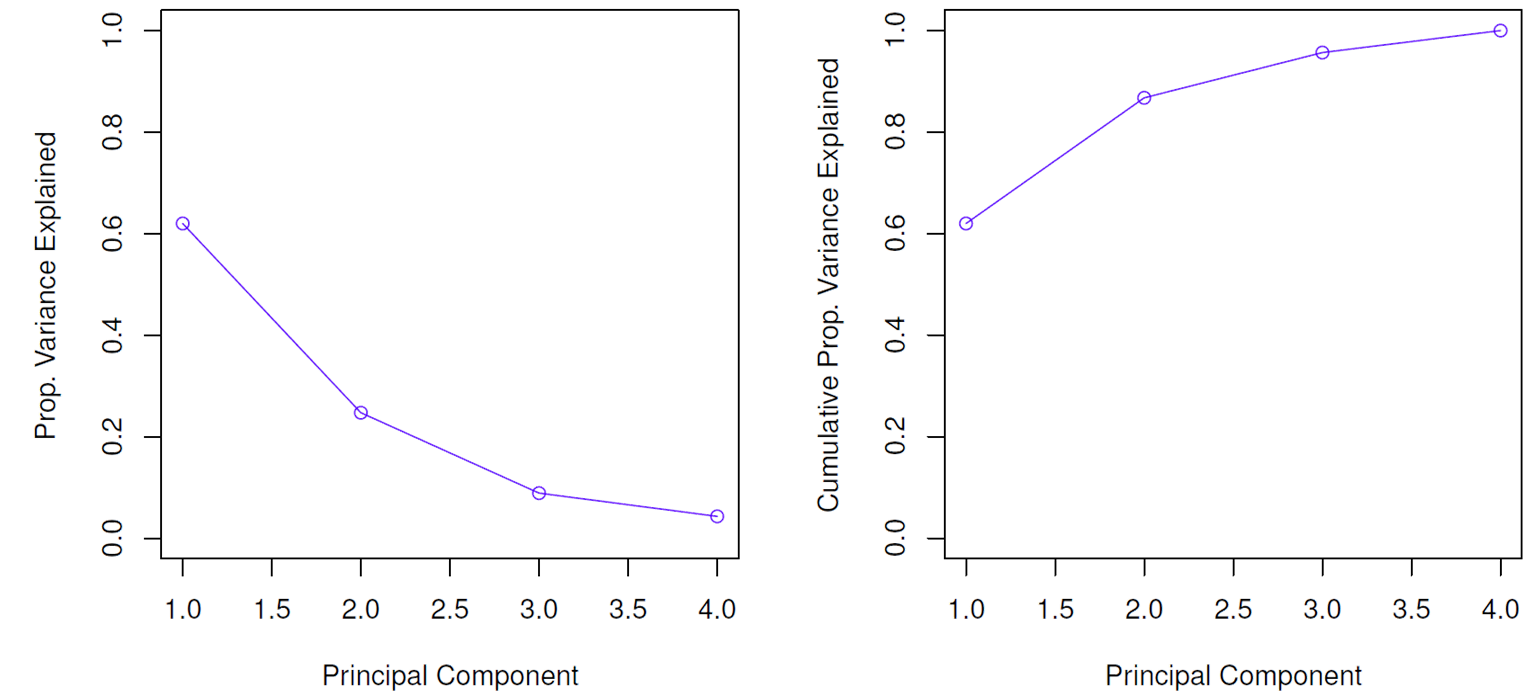 Prop. Variance Explained
1.0
0.8
0.6
0.4
0.2
0.0
1.0 1.5 2.0 2.5 3.0 3.5 4.0
Principal Component
Cumulative Prop. Variance Explained
1.0
0.8
0.6
0.4
0.2
0.0
1.0 1.5 2.0 2.5 3.0 3.5 4.0
Principal Component